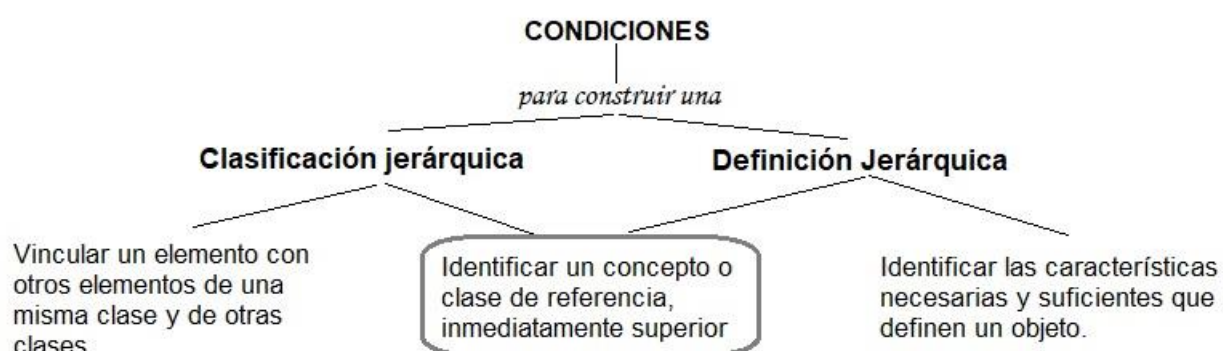 CONDICIONES
para construir una
Clasificación jerárquica
Definición Jerárquica
Vincular un elemento con
otros elementos de una
misma clase y de otras
clases
Identificar un concepto o
clase de referencia,
inmediatamente superior
Identificar las características
necesarias y suficientes que
definen un objeto.